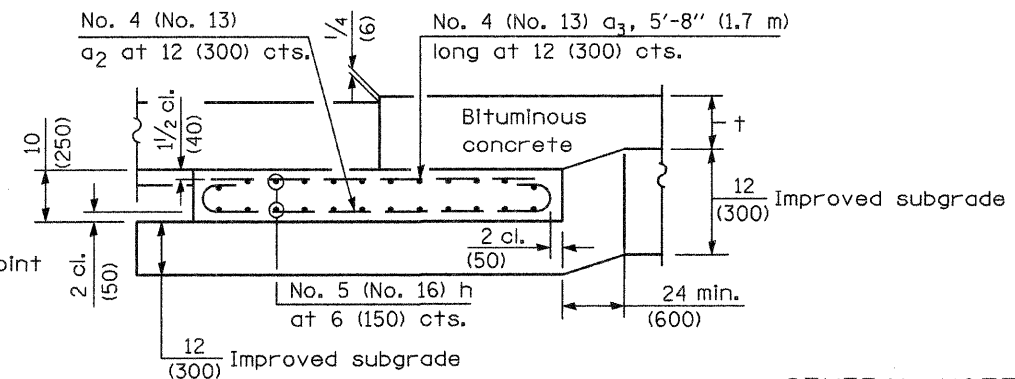 No. 4 (No. 13)
a2 at 12 (300) cts.
1/4
(6)
No. 4 (No. 13) a3, 5'-8" (1.7 m)
long at 12 (300) cts.
10
(250)
1 1/2 cl.
(40)
Bituminous
concrete
t
12
(300)
Improved subgrade
2 cl.
(50)
oint
2 cl.
(50)
No. 5 (No. 16) h
at 6 (150) cts.
24 min.
(600)
12
(300)
Improved subgrade